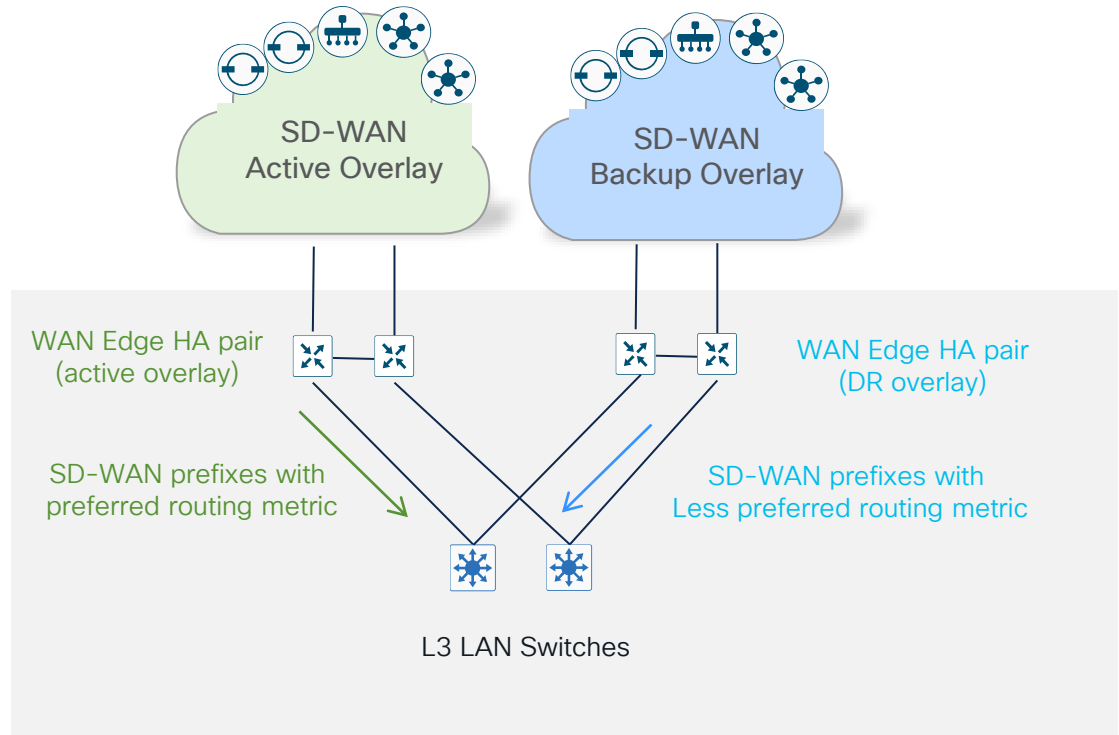 SD-WAN
Active Overlay
SD-WAN
Backup Overlay
WAN Edge HA pair
(active overlay)
WAN Edge HA pair
(DR overlay)
SD-WAN prefixes with
preferred routing metric
SD-WAN prefixes with
Less preferred routing metric
L3 LAN Switches